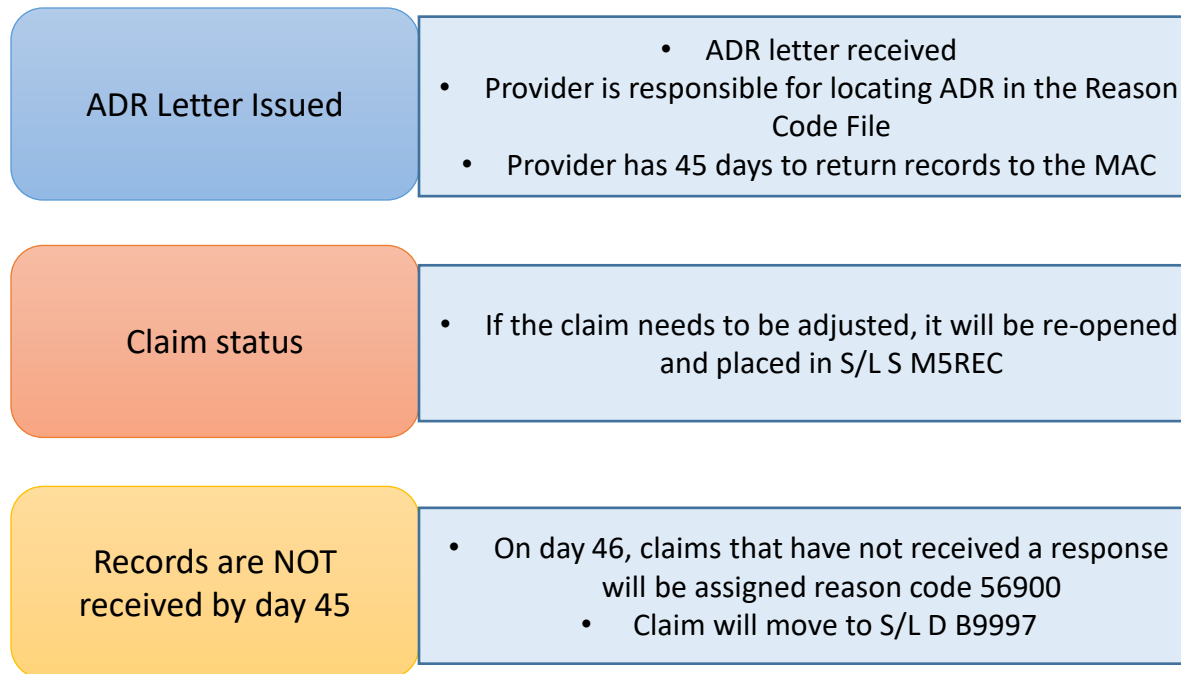 ADR Letter Issued
• ADR letter received
• Provider is responsible for locating ADR in the Reason
Code File
• Provider has 45 days to return records to the MAC
Claim status
• If the claim needs to be adjusted, it will be re-opened
and placed in S/L S M5REC
Records are NOT
received by day 45
• On day 46, claims that have not received a response
will be assigned reason code 56900
• Claim will move to S/L D B9997